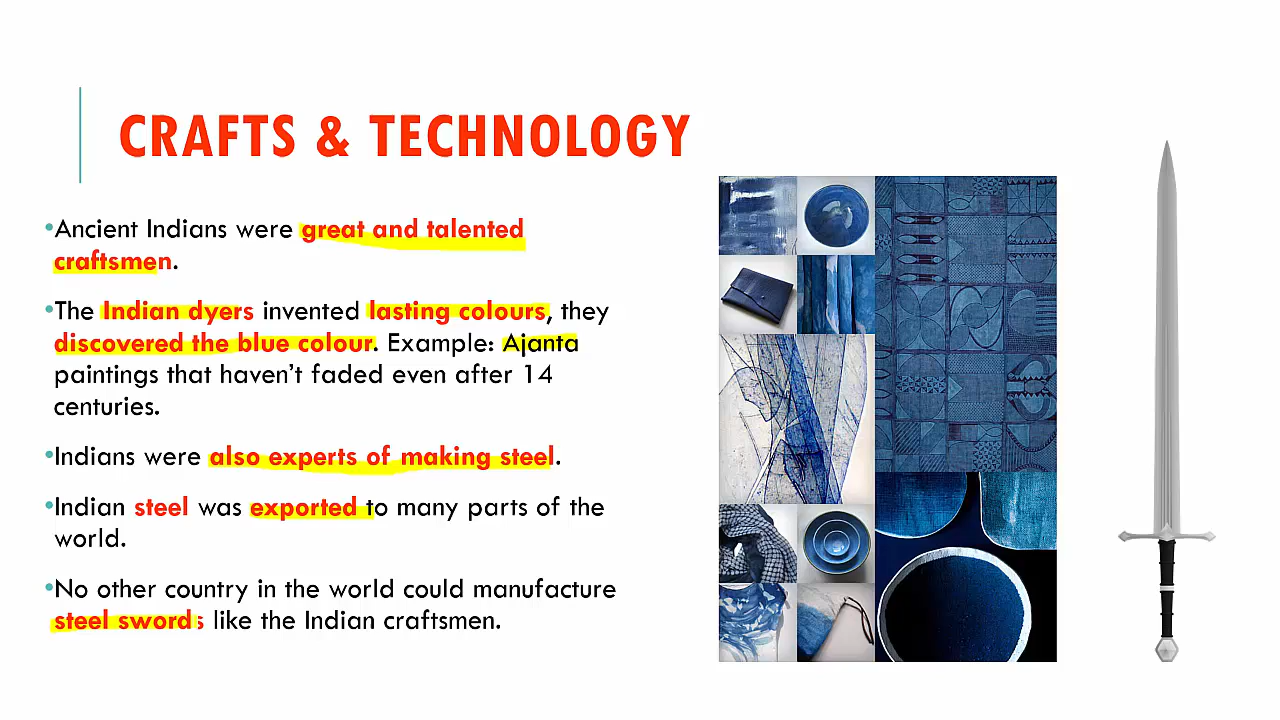 CRAFTS & TECHNOLOGY
•Ancient Indians were great and talented
craftsmen.
•The Indian dyers invented lasting colours, they
discovered the blue colour. Example: Ajanta
paintings that haven't faded even after 14
centuries.
•Indians were also experts of making steel.
•Indian steel was exported to many parts of the
world.
•No other country in the world could manufacture
steel swords like the Indian craftsmen.